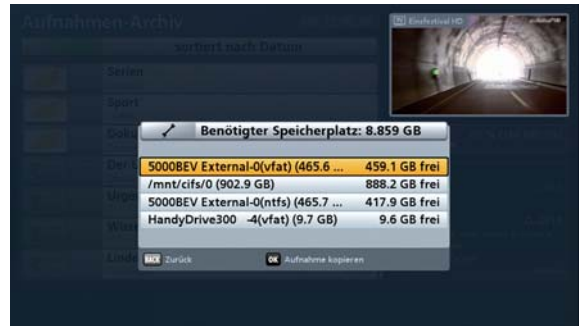 Aufnahmen-Archiv
Einsfestival HD
sortiert nach Datum
Serien
Sport
Benötigter Speicherplatz: 8.859 GB
5000BEV External-0(vfat) (465.6 ... 459.1 GB frei
/mnt/cifs/0 (902.9 GB) 888.2 GB frei
5000BEV External-0(ntfs) (465.7 ... 417.9 GB frei
HandyDrive300 -4(vfat) (9.7 GB) 9.6 GB frei
BACK Zurück OK Aufnahme kopieren